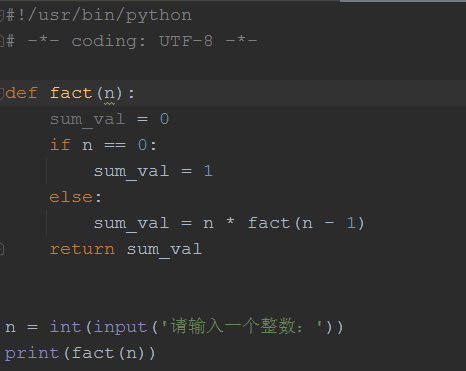 #!/usr/bin/python
# -*- coding: UTF-8 -*-
def fact(n):
    sum_val = 0
    if n == 0:
        sum_val = 1
    else:
        sum_val = n * fact(n - 1)
    return sum_val
n = int(input('请输入一个整数：'))
print(fact(n))